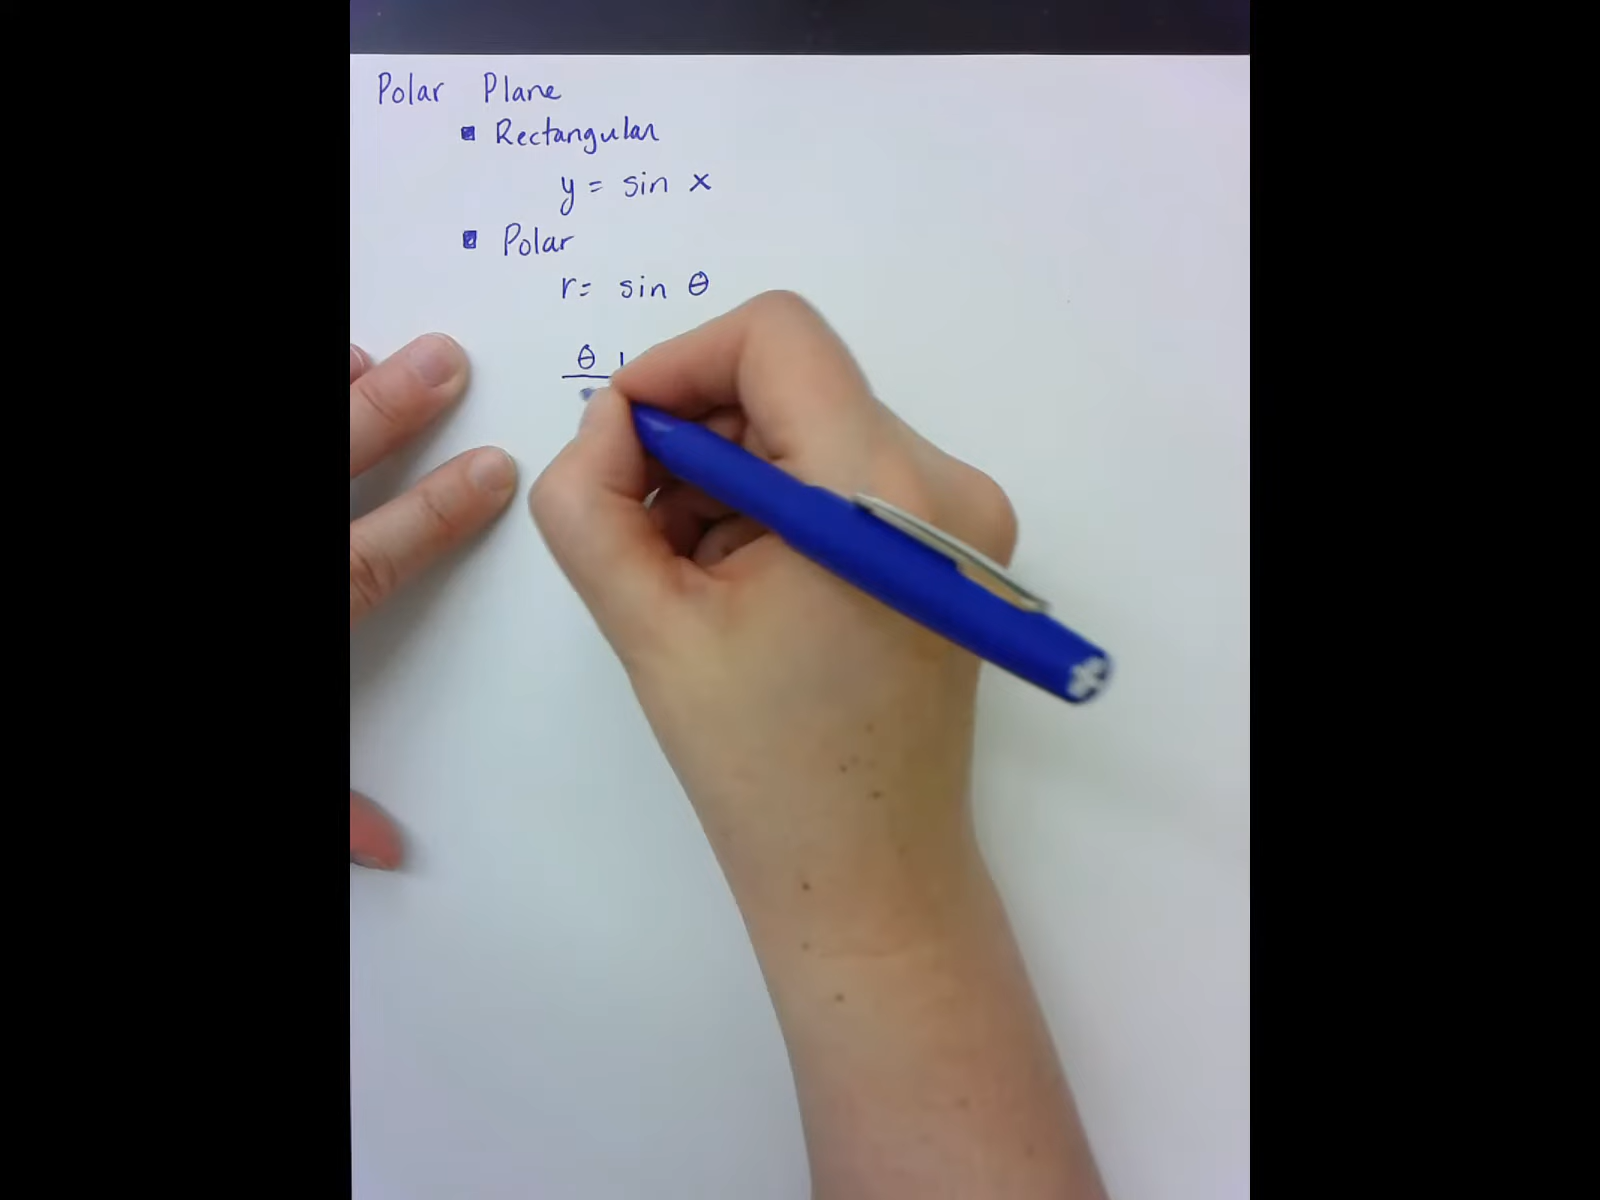 Polar Plane
Rectangular
y = sin x
Polar
r = sin θ
θ